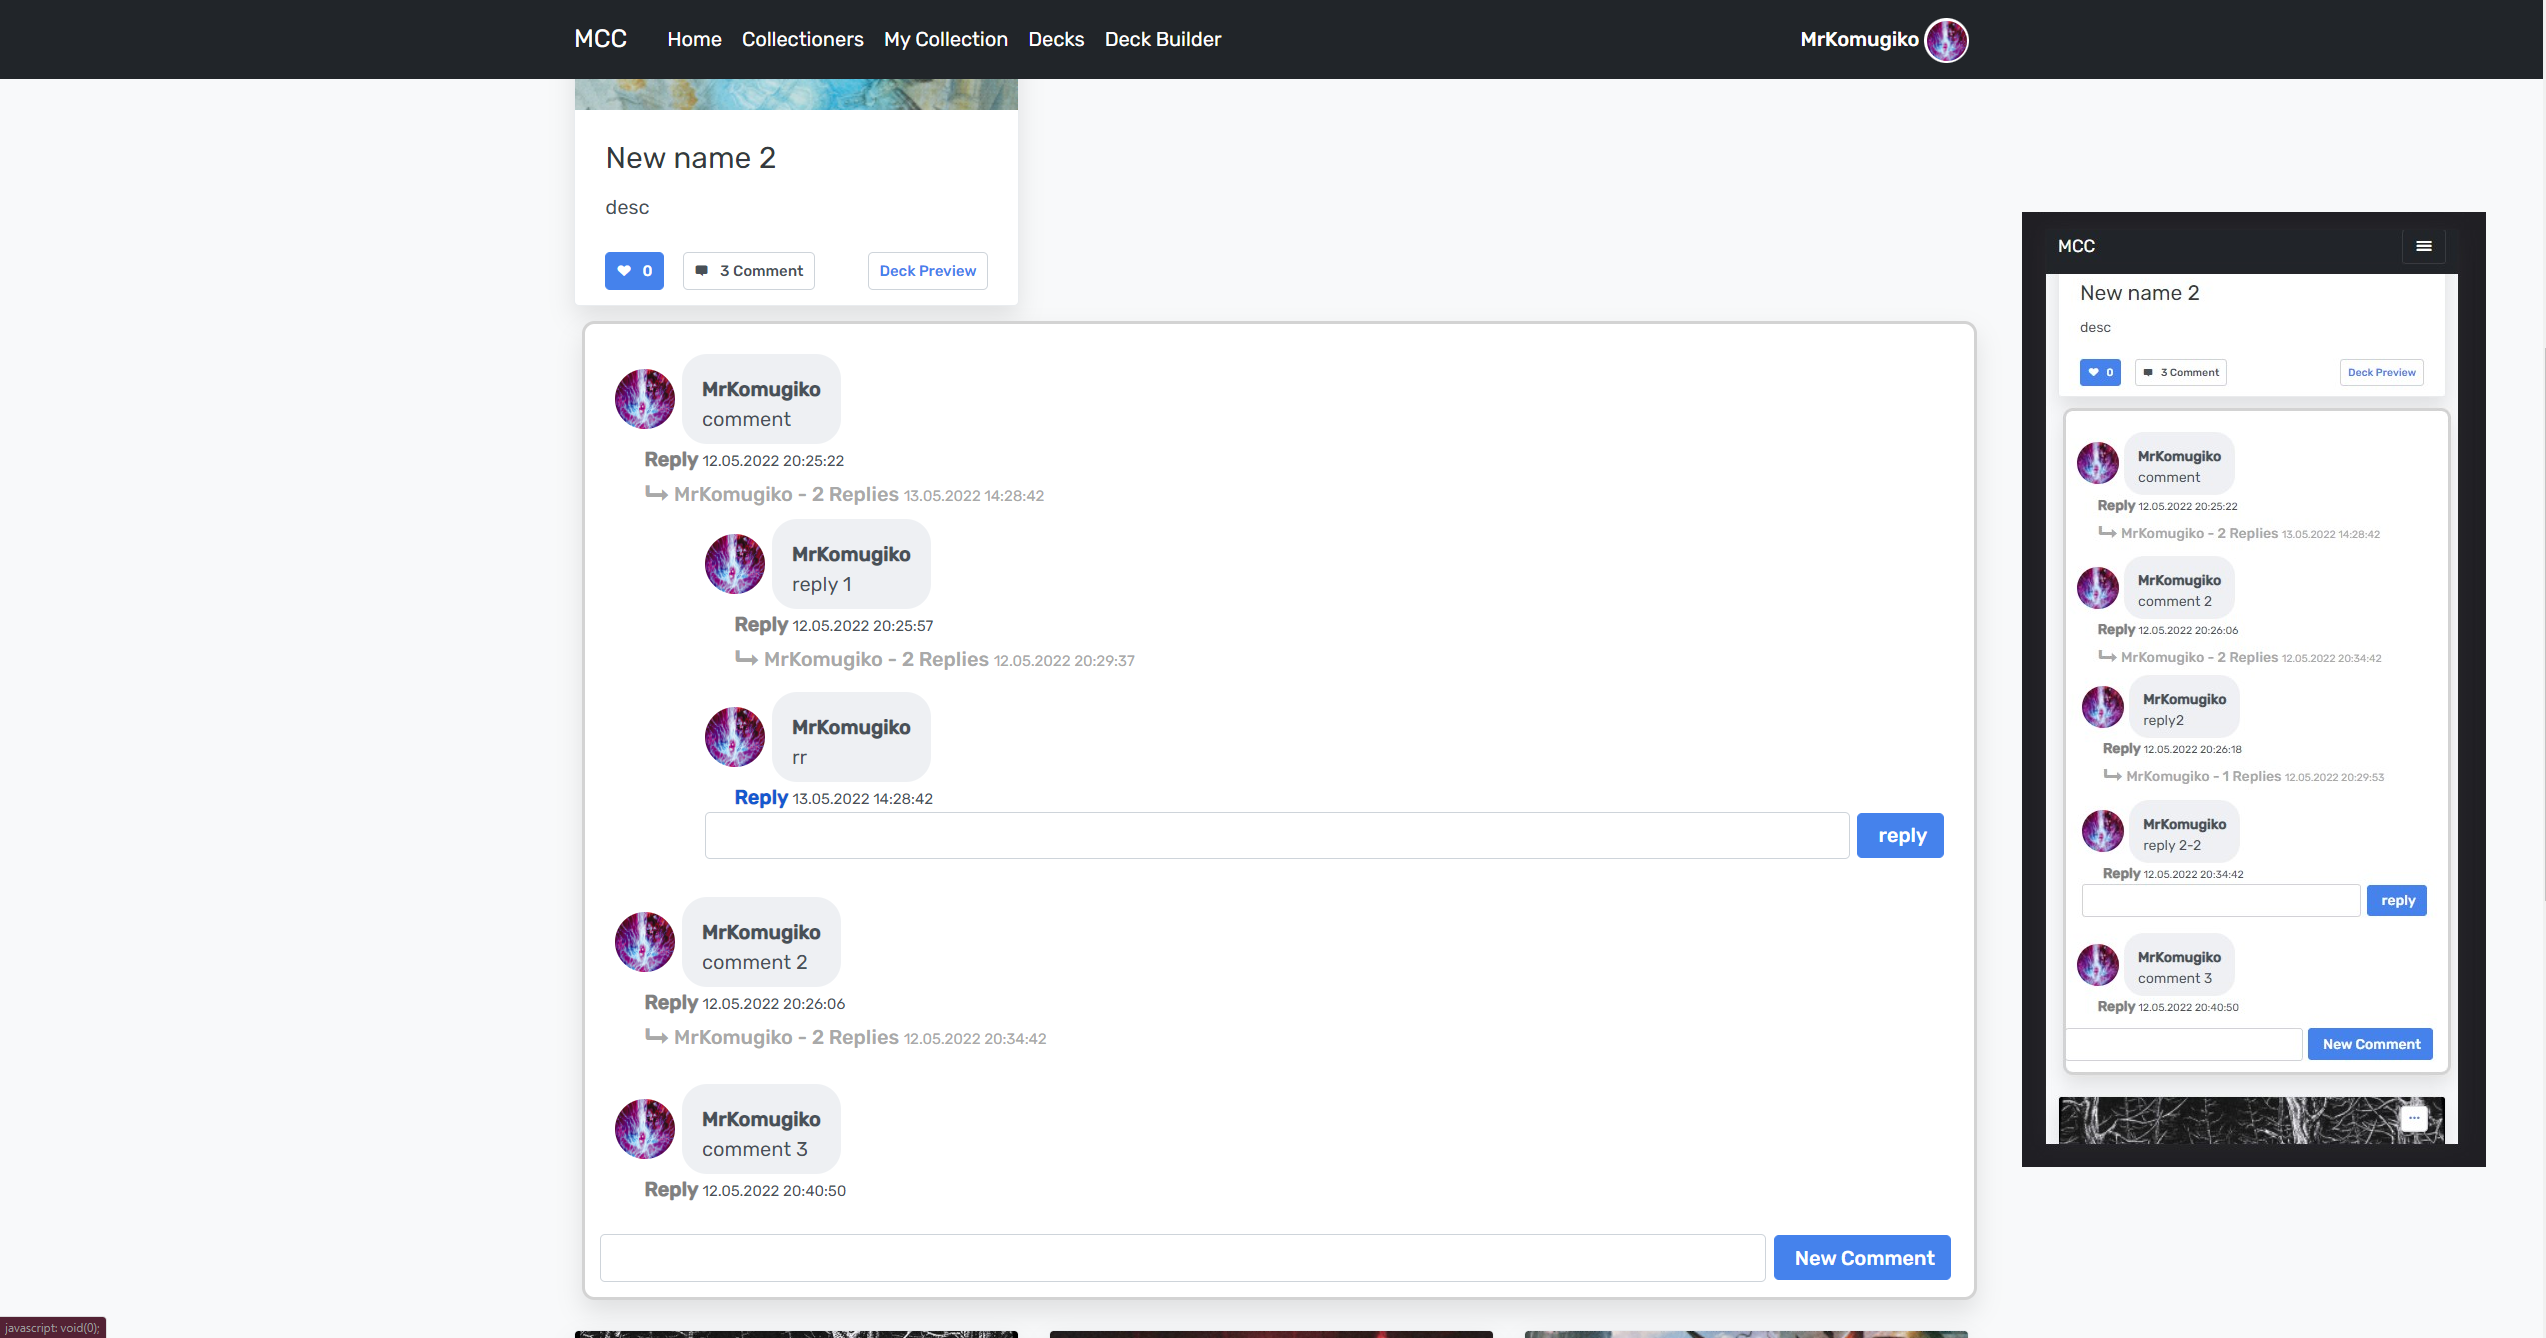 MCC Home Collectioners My Collection Decks Deck Builder MrKomugiko
New name 2
desc
0 3 Comment Deck Preview
MrKomugiko
comment
Reply 12.05.2022 20:25:22
MrKomugiko - 2 Replies 13.05.2022 14:28:42
MrKomugiko
reply 1
Reply 12.05.2022 20:25:57
MrKomugiko - 2 Replies 12.05.2022 20:29:37
MrKomugiko
rr
Reply 13.05.2022 14:28:42
reply
MrKomugiko
comment 2
Reply 12.05.2022 20:26:06
MrKomugiko - 2 Replies 12.05.2022 20:34:42
MrKomugiko
comment 3
Reply 12.05.2022 20:40:50
New Comment
javascript: void(0);
MCC
New name 2
desc
0 3 Comment Deck Preview
MrKomugiko
comment
Reply 12.05.2022 20:25:22
MrKomugiko - 2 Replies 13.05.2022 14:28:42
MrKomugiko
comment 2
Reply 12.05.2022 20:26:06
MrKomugiko - 2 Replies 12.05.2022 20:34:42
MrKomugiko
reply2
Reply 12.05.2022 20:26:18
MrKomugiko - 1 Replies 12.05.2022 20:29:53
MrKomugiko
reply 2-2
Reply 12.05.2022 20:34:42
reply
MrKomugiko
comment 3
Reply 12.05.2022 20:40:50
New Comment